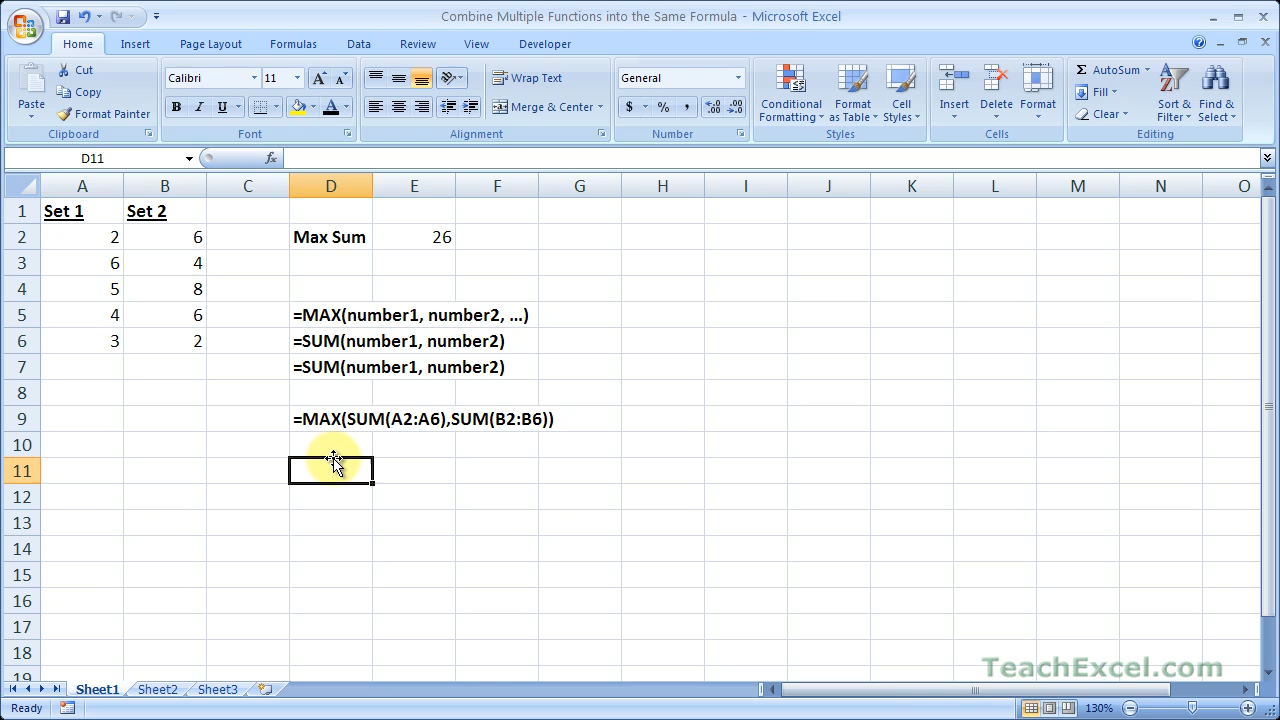 Combine Multiple Functions into the Same Formula - Microsoft Excel
Home Insert Page Layout Formulas Data Review View Developer
Paste Cut Copy Format Painter Clipboard
Calibri 11 A A B I U A Font
Wrap Text Merge & Center Alignment
General $ % , Number
Conditional Formatting Format as Table Cell Styles Styles
Insert Delete Format Cells
Σ AutoSum Fill Clear Sort & Filter Find & Select Editing
D11 fx
A B C D E F G H I J K L M N O
1 Set 1 Set 2
2 2 6 Max Sum 26
3 6 4
4 5 8
5 4 6 =MAX(number1, number2, ...)
6 3 2 =SUM(number1, number2)
7 =SUM(number1, number2)
8
9 =MAX(SUM(A2:A6),SUM(B2:B6))
10
11
12
13
14
15
16
17
18
19
TeachExcel.com
Sheet1 Sheet2 Sheet3
Ready 130%